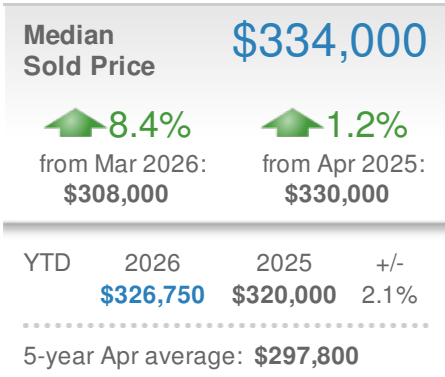 Median $334,000
Sold Price
8.4% 1.2%
from Mar 2026: from Apr 2025:
$308,000 $330,000
YTD 2026 2025 +/-
$326,750 $320,000 2.1%
5-year Apr average: $297,800